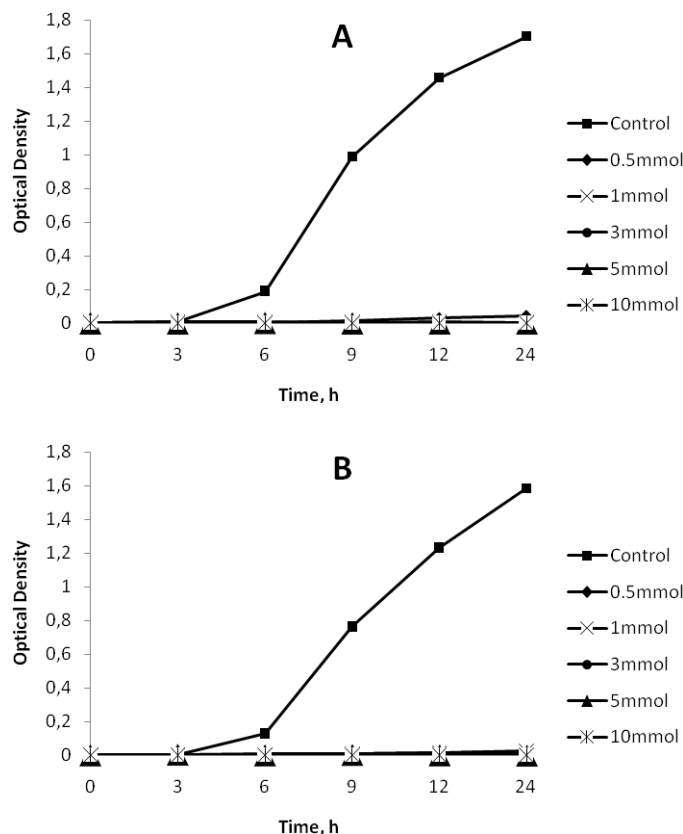 A
1,8
1,6
1,4
1,2
1
0,8
0,6
0,4
0,2
0
Optical Density
0 3 6 9 12 24
Time, h
Control
0.5mmol
1mmol
3mmol
5mmol
10mmol
B
1,8
1,6
1,4
1,2
1
0,8
0,6
0,4
0,2
0
Optical Density
0 3 6 9 12 24
Time, h
Control
0.5mmol
1mmol
3mmol
5mmol
10mmol